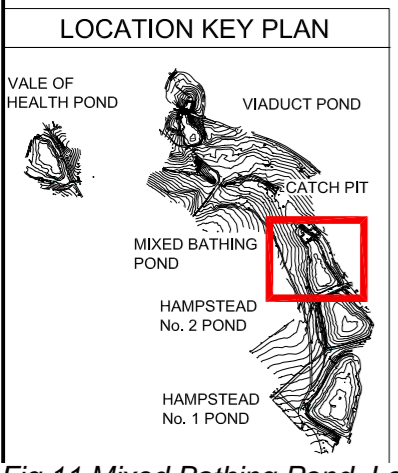 LOCATION KEY PLAN
VALE OF
HEALTH POND
VIADUCT POND
CATCH PIT
MIXED BATHING
POND
HAMPSTEAD
No. 2 POND
HAMPSTEAD
No. 1 POND
Fig 11 Mixed Bathing Pond, Lo